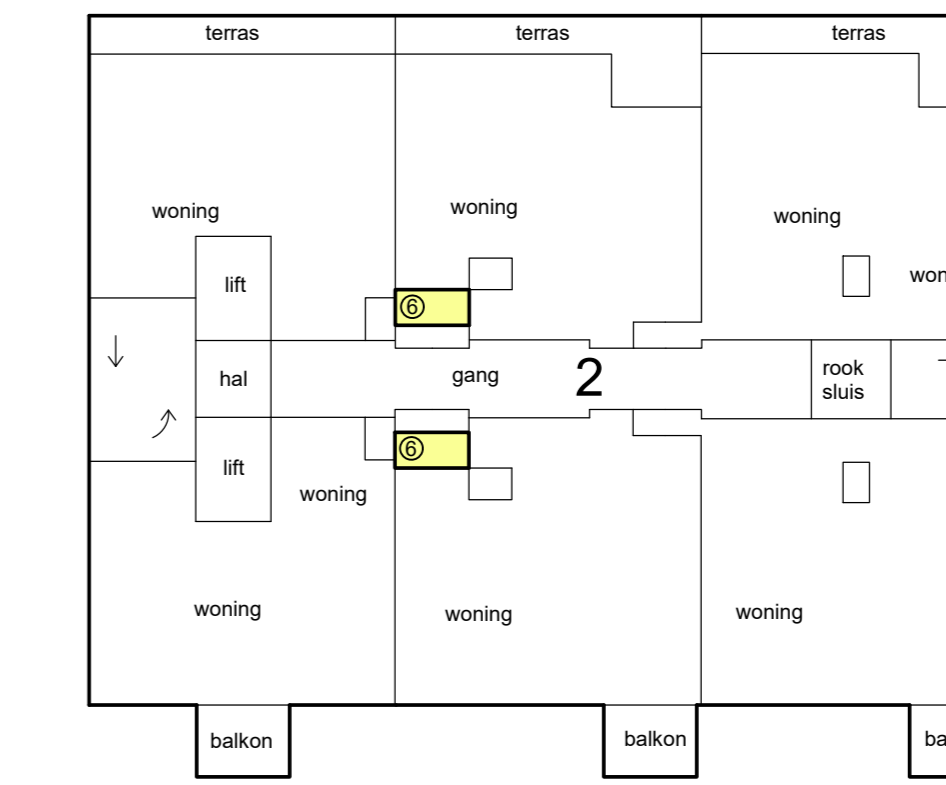 terras
terras
terras
woning
woning
woning
lift
won
6
hal
gang
2
rook
sluis
6
lift
woning
woning
woning
woning
balkon
balkon
ba